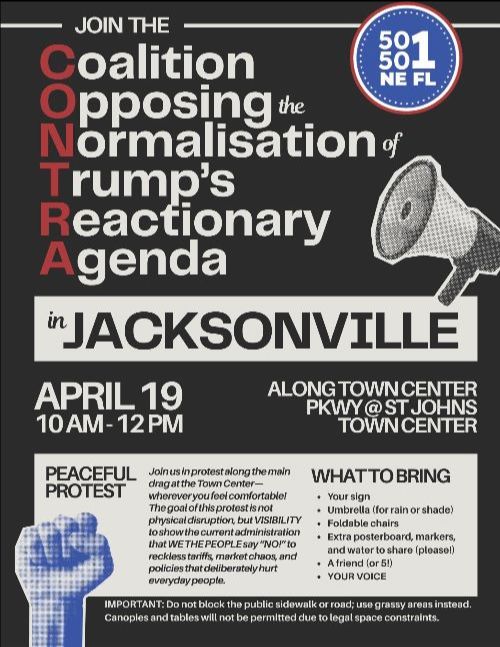 JOIN THE
50 50 1
NE FL
Coalition
Opposing the
Normalisation of
Trump's
Reactionary
Agenda
in JACKSONVILLE
APRIL 19
10 AM - 12 PM
ALONG TOWN CENTER
PKWY @ ST JOHNS
TOWN CENTER
PEACEFUL
PROTEST
Join us in protest along the main
drag at the Town Center—
wherever you feel comfortable!
The goal of this protest is not
physical disruption, but VISIBILITY
to show the current administration
that WE THE PEOPLE say "NO!" to
reckless tariffs, market chaos, and
policies that deliberately hurt
everyday people.
WHAT TO BRING
• Your sign
• Umbrella (for rain or shade)
• Foldable chairs
• Extra posterboard, markers,
and water to share (please!)
• A friend (or 5!)
• YOUR VOICE
IMPORTANT: Do not block the public sidewalk or road; use grassy areas instead.
Canopies and tables will not be permitted due to legal space constraints.